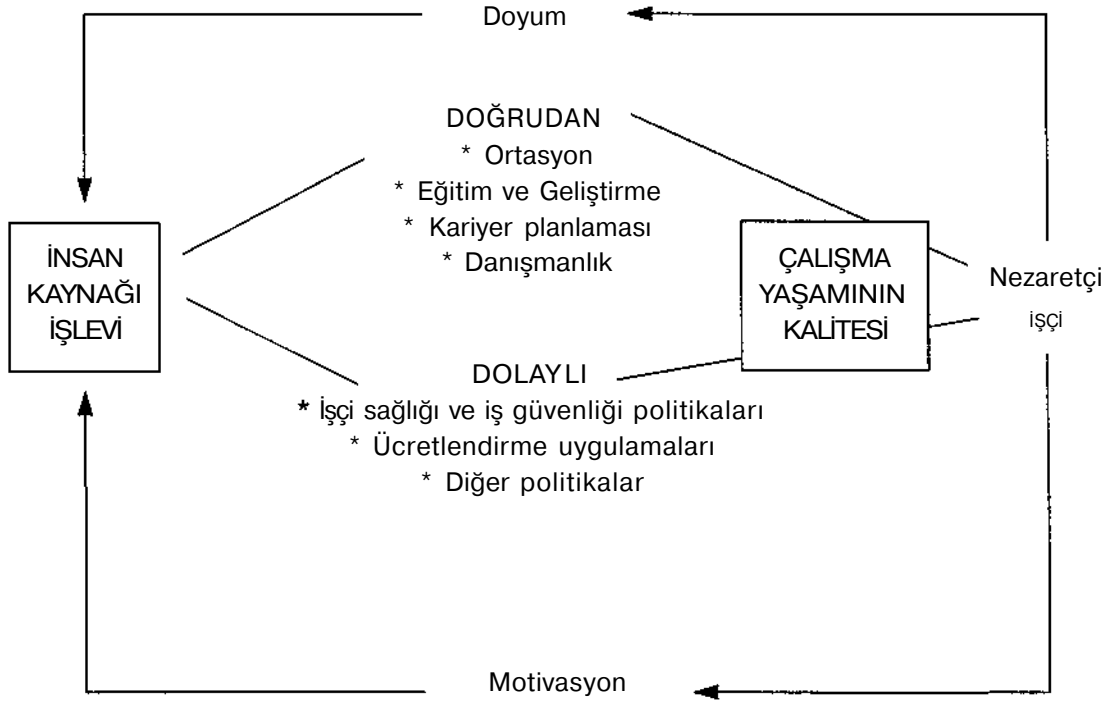 Doyum
DOĞRUDAN
* Ortasyon
* Eğitim ve Geliştirme
* Kariyer planlaması
* Danışmanlık
İNSAN
KAYNAĞI
İŞLEVİ
ÇALIŞMA
YAŞAMININ
KALİTESİ
Nezaretçi
işçi
DOLAYLI
* İşçi sağlığı ve iş güvenliği politikaları
* Ücretlendirme uygulamaları
* Diğer politikalar
Motivasyon